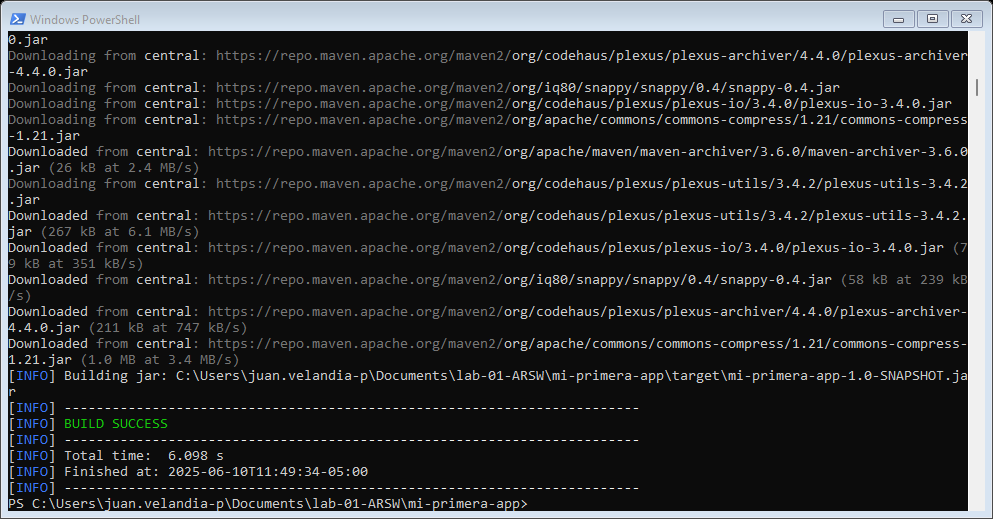 Windows PowerShell
0.jar
Downloading from central: https://repo.maven.apache.org/maven2/org/codehaus/plexus/plexus-archiver/4.4.0/plexus-archiver
-4.4.0.jar
Downloading from central: https://repo.maven.apache.org/maven2/org/iq80/snappy/snappy/0.4/snappy-0.4.jar
Downloading from central: https://repo.maven.apache.org/maven2/org/codehaus/plexus/plexus-io/3.4.0/plexus-io-3.4.0.jar
Downloading from central: https://repo.maven.apache.org/maven2/org/apache/commons/commons-compress/1.21/commons-compress
-1.21.jar
Downloaded from central: https://repo.maven.apache.org/maven2/org/apache/maven/maven-archiver/3.6.0/maven-archiver-3.6.0
.jar (26 kB at 2.4 MB/s)
Downloading from central: https://repo.maven.apache.org/maven2/org/codehaus/plexus/plexus-utils/3.4.2/plexus-utils-3.4.2
.jar
Downloaded from central: https://repo.maven.apache.org/maven2/org/codehaus/plexus/plexus-utils/3.4.2/plexus-utils-3.4.2.
jar (267 kB at 6.1 MB/s)
Downloaded from central: https://repo.maven.apache.org/maven2/org/codehaus/plexus/plexus-io/3.4.0/plexus-io-3.4.0.jar (7
9 kB at 351 kB/s)
Downloaded from central: https://repo.maven.apache.org/maven2/org/iq80/snappy/snappy/0.4/snappy-0.4.jar (58 kB at 239 kB
/s)
Downloaded from central: https://repo.maven.apache.org/maven2/org/codehaus/plexus/plexus-archiver/4.4.0/plexus-archiver-
4.4.0.jar (211 kB at 747 kB/s)
Downloaded from central: https://repo.maven.apache.org/maven2/org/apache/commons/commons-compress/1.21/commons-compress-
1.21.jar (1.0 MB at 3.4 MB/s)
[INFO] Building jar: C:\Users\juan.velandia-p\Documents\lab-01-ARSW\mi-primera-app\target\mi-primera-app-1.0-SNAPSHOT.ja
r
[INFO] ------------------------------------------------------------------------
[INFO] BUILD SUCCESS
[INFO] ------------------------------------------------------------------------
[INFO] Total time:  6.098 s
[INFO] Finished at: 2025-06-10T11:49:34-05:00
[INFO] ------------------------------------------------------------------------
PS C:\Users\juan.velandia-p\Documents\lab-01-ARSW\mi-primera-app>